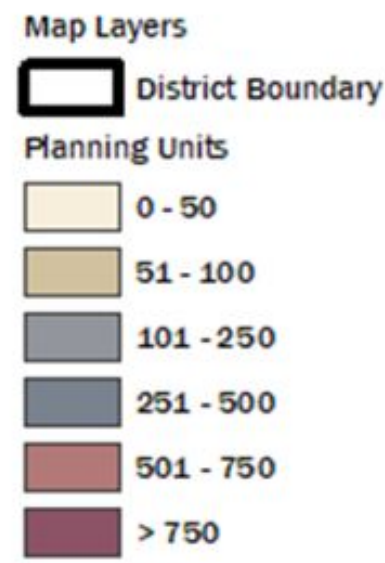 Map Layers
District Boundary
Planning Units
0 - 50
51 - 100
101 - 250
251 - 500
501 - 750
> 750